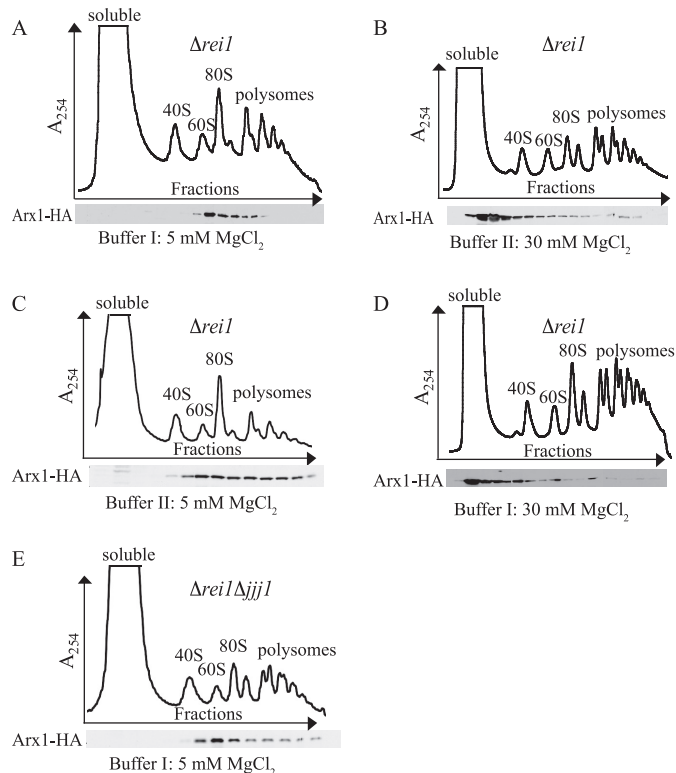 A
soluble
Δrei1
80S
40S
60S
polysomes
A254
Fractions
Arx1-HA
Buffer I: 5 mM MgCl2
B
Δrei1
soluble
80S
polysomes
40S
60S
A254
Fractions
Arx1-HA
Buffer II: 30 mM MgCl2
C
soluble
Δrei1
80S
40S
60S
polysomes
A254
Fractions
Arx1-HA
Buffer II: 5 mM MgCl2
D
soluble
Δrei1
80S
polysomes
40S
60S
A254
Fractions
Arx1-HA
Buffer I: 30 mM MgCl2
E
soluble
Δrei1Δjjj1
80S
40S
60S
polysomes
A254
Fractions
Arx1-HA
Buffer I: 5 mM MgCl2